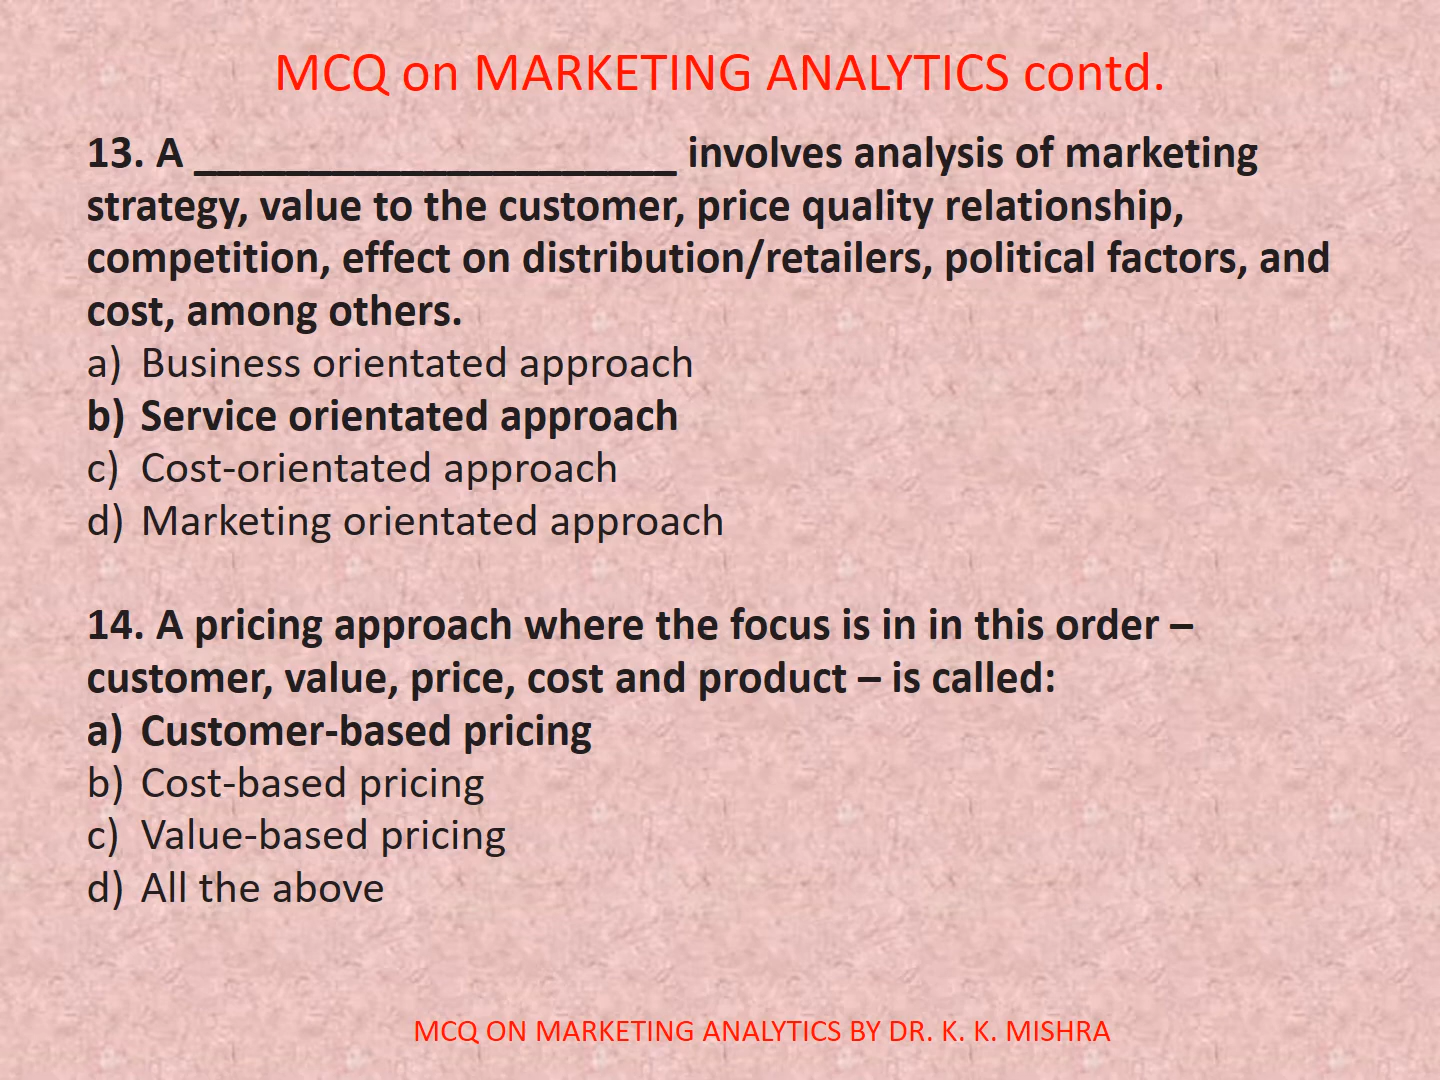 MCQ on MARKETING ANALYTICS contd.
13. A _____________________ involves analysis of marketing
strategy, value to the customer, price quality relationship,
competition, effect on distribution/retailers, political factors, and
cost, among others.
a) Business orientated approach
b) Service orientated approach
c) Cost-orientated approach
d) Marketing orientated approach
14. A pricing approach where the focus is in in this order –
customer, value, price, cost and product – is called:
a) Customer-based pricing
b) Cost-based pricing
c) Value-based pricing
d) All the above
MCQ ON MARKETING ANALYTICS BY DR. K. K. MISHRA